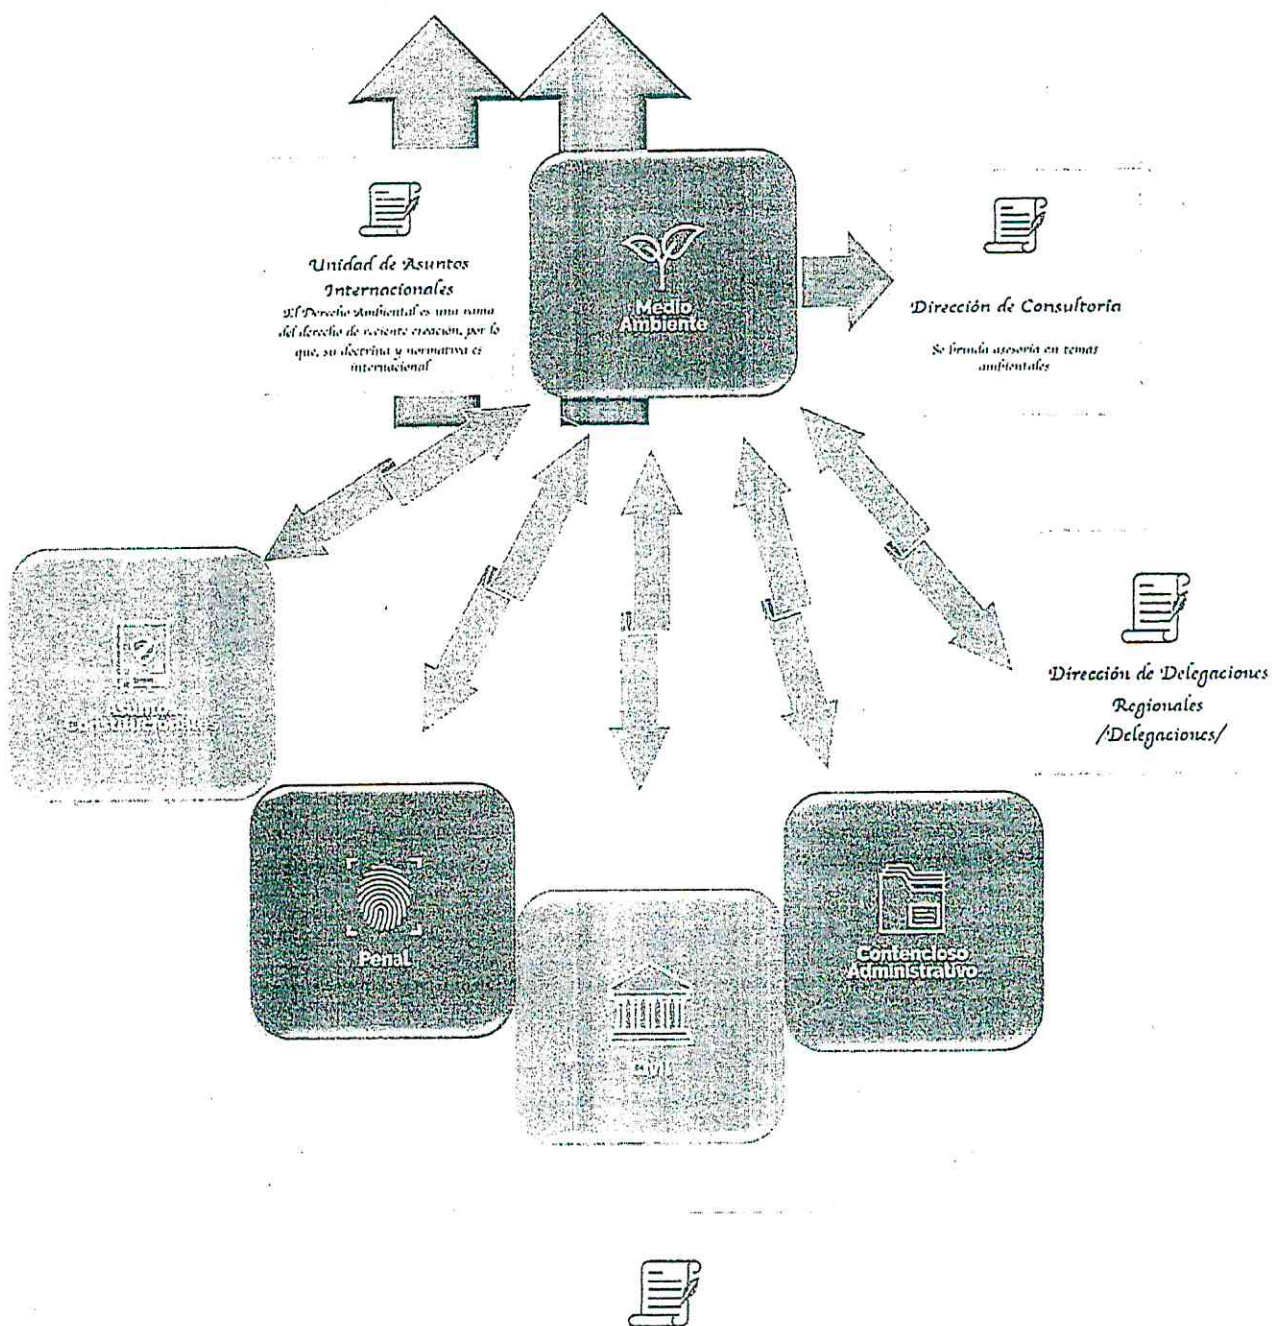 Unidad de Asuntos
Internacionales
El Derecho Ambiental es una rama
del derecho de reciente creación, por lo
que, su doctrina y normativa es
internacional
Medio
Ambiente
Dirección de Consultoría
Se brinda asesoría en temas
ambientales
Dirección de Delegaciones
Regionales
/Delegaciones/
Penal
Contencioso
Administrativo
Civil